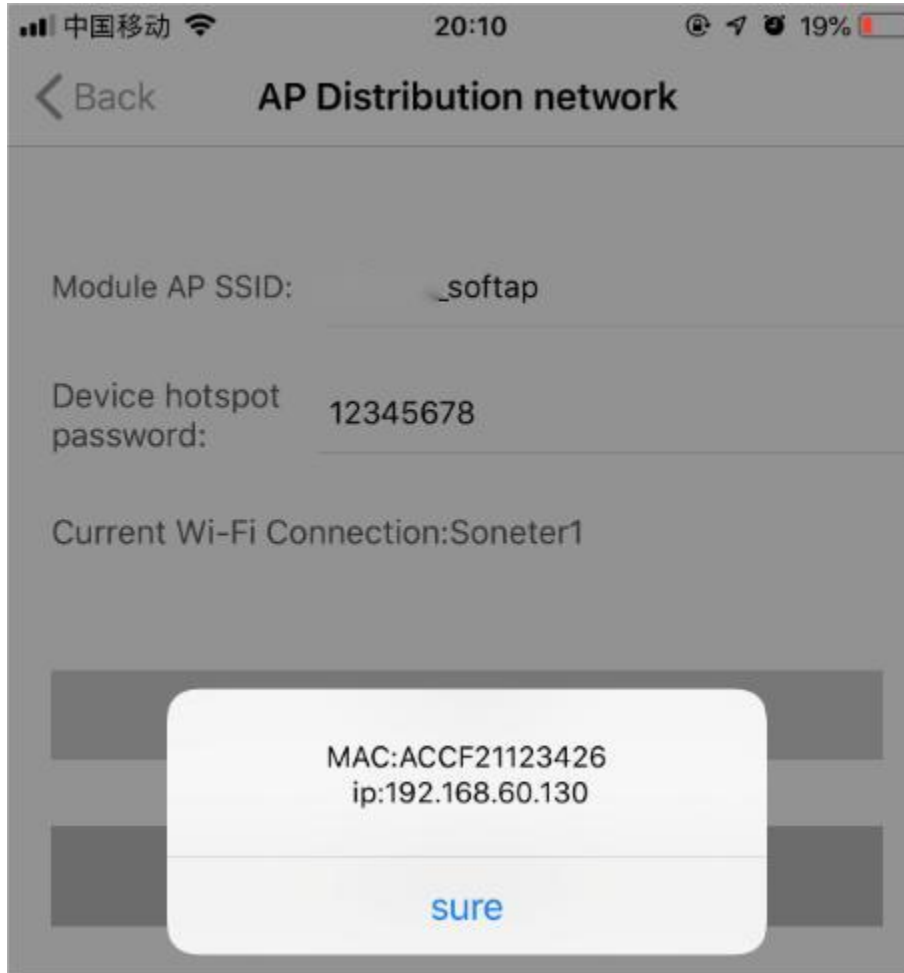 中国移动 20:10 19%
Back AP Distribution network
Module AP SSID: _softap
Device hotspot
password: 12345678
Current Wi-Fi Connection:Soneter1
MAC:ACCF21123426
ip:192.168.60.130
sure